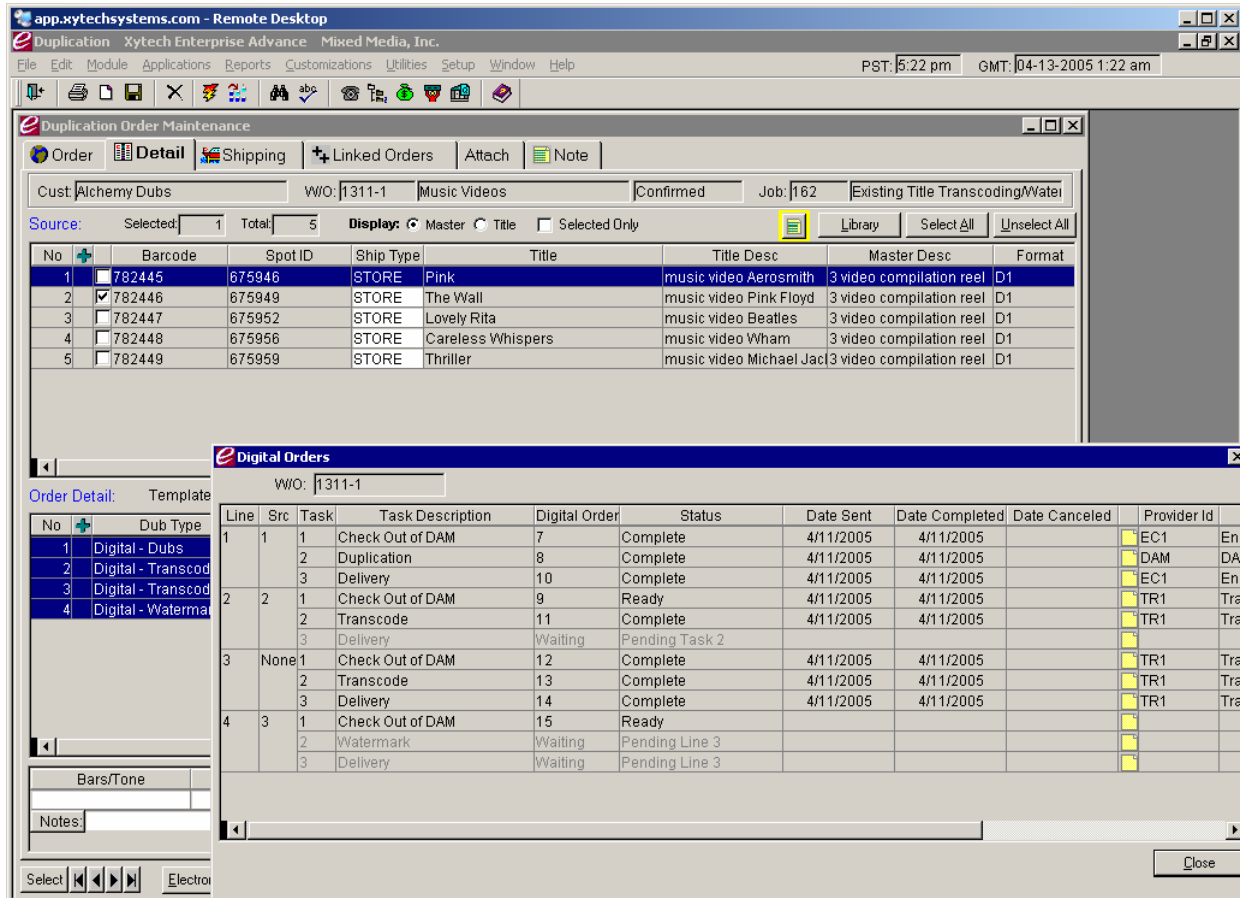 app.xytechsystems.com - Remote Desktop
Duplication Xytech Enterprise Advance Mixed Media, Inc.
File Edit Module Applications Reports Customizations Utilities Setup Window Help PST: 5:22 pm GMT: 04-13-2005 1:22 am
abc
Duplication Order Maintenance
Order Detail Shipping Linked Orders Attach Note
Cust: Alchemy Dubs W/O: 1311-1 Music Videos Confirmed Job: 162 Existing Title Transcoding/Water
Source: Selected: 1 Total: 5 Display: Master Title Selected Only Library Select All Unselect All
No Barcode Spot ID Ship Type Title Title Desc Master Desc Format
1 782445 675946 STORE Pink music video Aerosmith 3 video compilation reel D1
2 782446 675949 STORE The Wall music video Pink Floyd 3 video compilation reel D1
3 782447 675952 STORE Lovely Rita music video Beatles 3 video compilation reel D1
4 782448 675956 STORE Careless Whispers music video Wham 3 video compilation reel D1
5 782449 675959 STORE Thriller music video Michael Jac 3 video compilation reel D1
Order Detail: Template
No Dub Type
1 Digital - Dubs
2 Digital - Transcod
3 Digital - Transcod
4 Digital - Watermar
Bars/Tone
Notes:
Select Electro
Digital Orders
W/O: 1311-1
Line Src Task Task Description Digital Order Status Date Sent Date Completed Date Canceled Provider Id
1 1 1 Check Out of DAM 7 Complete 4/11/2005 4/11/2005 EC1 En
2 Duplication 8 Complete 4/11/2005 4/11/2005 DAM DA
3 Delivery 10 Complete 4/11/2005 4/11/2005 EC1 En
2 2 1 Check Out of DAM 9 Ready 4/11/2005 4/11/2005 TR1 Tra
2 Transcode 11 Complete 4/11/2005 4/11/2005 TR1 Tra
3 Delivery Waiting Pending Task 2
3 None 1 Check Out of DAM 12 Complete 4/11/2005 4/11/2005 TR1 Tra
2 Transcode 13 Complete 4/11/2005 4/11/2005 TR1 Tra
3 Delivery 14 Complete 4/11/2005 4/11/2005 TR1 Tra
4 3 1 Check Out of DAM 15 Ready
2 Watermark Waiting Pending Line 3
3 Delivery Waiting Pending Line 3
Close